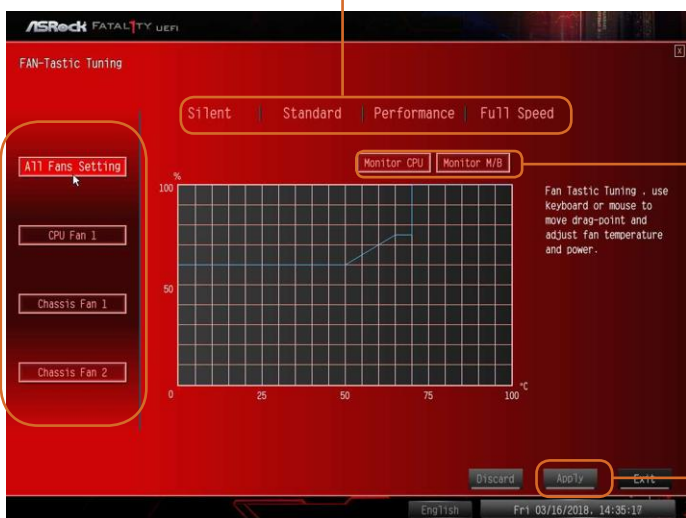 ASRock FATAL1TY UEFI
X
FAN-Tastic Tuning
Silent | Standard | Performance | Full Speed
All Fans Setting
CPU Fan 1
Chassis Fan 1
Chassis Fan 2
Monitor CPU Monitor M/B
%
100
50
0 25 50 75 100
°C
Fan Tastic Tuning . use
keyboard or mouse to
move drag-point and
adjust fan temperature
and power.
Discard Apply Exit
English Fri 03/16/2018. 14:35:17